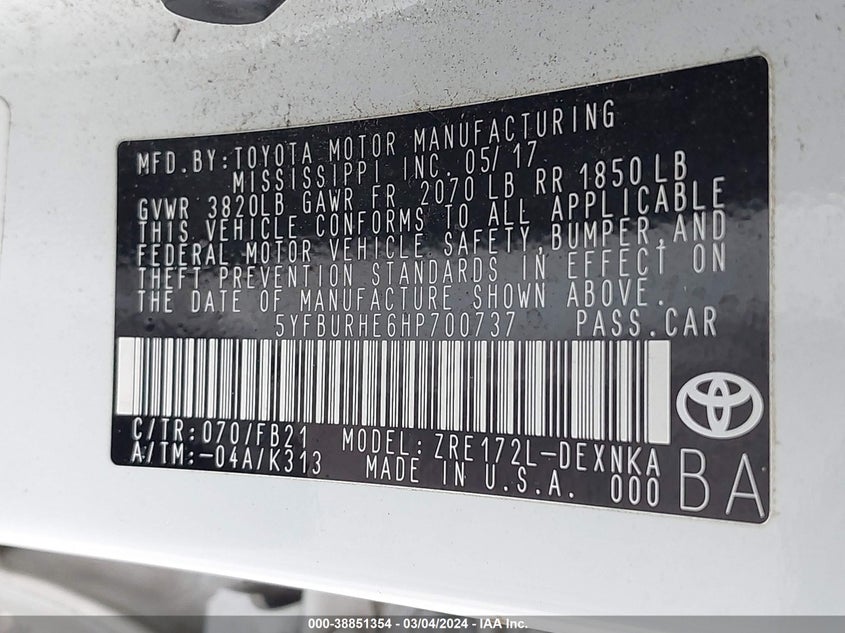 MFD.BY:TOYOTA MOTOR MANUFACTURING
MISSISSIPPI INC. 05/17
GVWR 3820LB GAWR FR 2070 LB RR 1850 LB
THIS VEHICLE CONFORMS TO ALL APPLICABLE
FEDERAL MOTOR VEHICLE SAFETY,BUMPER,AND
THEFT PREVENTION STANDARDS IN EFFECT ON
THE DATE OF MANUFACTURE SHOWN ABOVE.
5YFBURHE6HP700737 PASS.CAR
C/TR:070/FB21 MODEL:ZRE172L-DEXNKA
A/TM:-04A/K313 MADE IN U.S.A. 000 BA
000-38851354 - 03/04/2024 - IAA Inc.